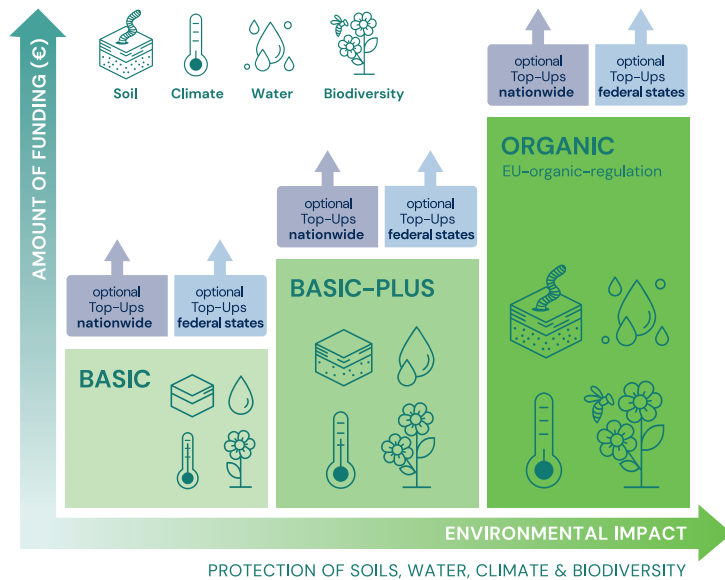 AMOUNT OF FUNDING (€)
Soil
Climate
Water
Biodiversity
optional
Top-Ups
nationwide
optional
Top-Ups
federal states
ORGANIC
EU-organic-regulation
optional
Top-Ups
nationwide
optional
Top-Ups
federal states
BASIC-PLUS
optional
Top-Ups
nationwide
optional
Top-Ups
federal states
BASIC
ENVIRONMENTAL IMPACT
PROTECTION OF SOILS, WATER, CLIMATE & BIODIVERSITY